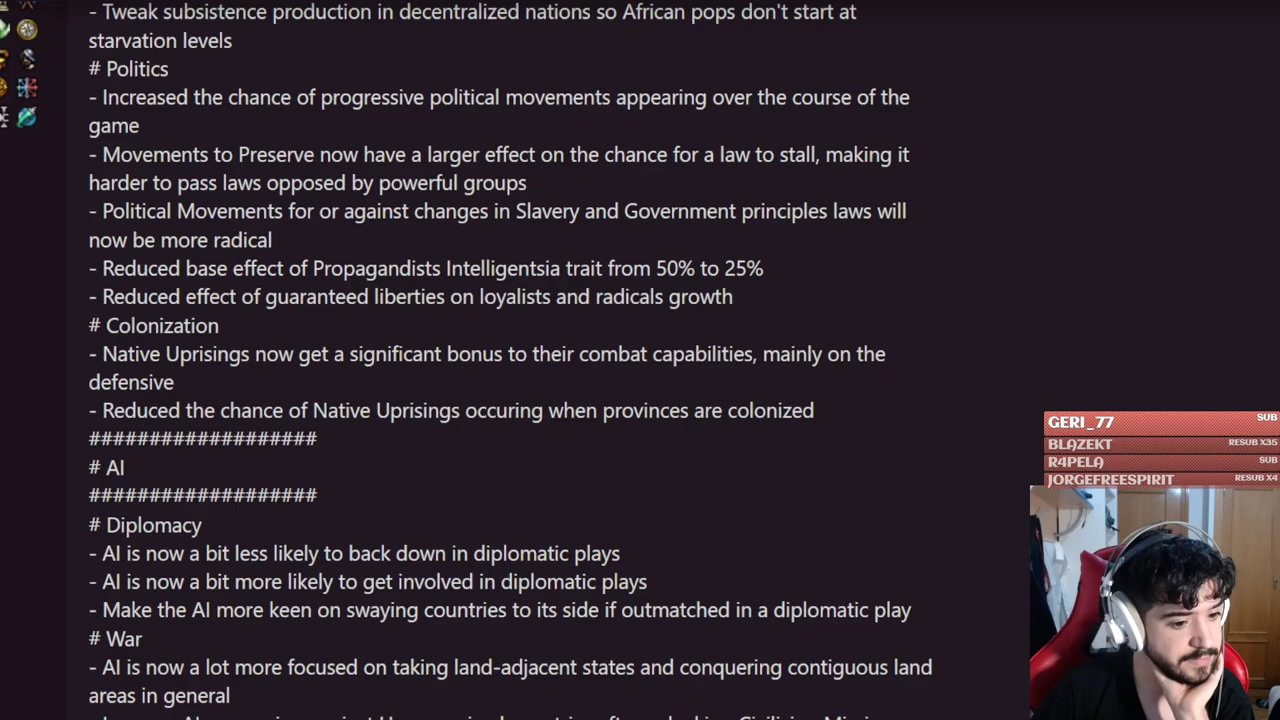 - Tweak subsistence production in decentralized nations so African pops don't start at
starvation levels
# Politics
- Increased the chance of progressive political movements appearing over the course of the
game
- Movements to Preserve now have a larger effect on the chance for a law to stall, making it
harder to pass laws opposed by powerful groups
- Political Movements for or against changes in Slavery and Government principles laws will
now be more radical
- Reduced base effect of Propagandists Intelligentsia trait from 50% to 25%
- Reduced effect of guaranteed liberties on loyalists and radicals growth
# Colonization
- Native Uprisings now get a significant bonus to their combat capabilities, mainly on the
defensive
- Reduced the chance of Native Uprisings occuring when provinces are colonized
###################
# AI
###################
# Diplomacy
- AI is now a bit less likely to back down in diplomatic plays
- AI is now a bit more likely to get involved in diplomatic plays
- Make the AI more keen on swaying countries to its side if outmatched in a diplomatic play
# War
- AI is now a lot more focused on taking land-adjacent states and conquering contiguous land
areas in general
GERI_77 SUB
BLAZEKT RESUB X35
R4PELA SUB
JORGEFREESPIRIT RESUB X4